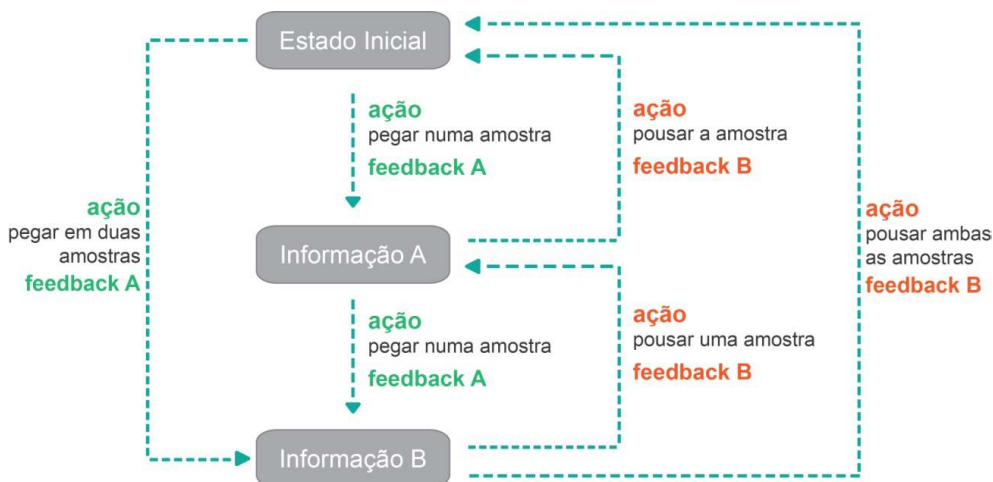 Estado Inicial
ação
pegar numa amostra
feedback A
ação
pousar a amostra
feedback B
ação
pegar em duas
amostras
feedback A
ação
pousar ambas
as amostras
feedback B
Informação A
ação
pegar numa amostra
feedback A
ação
pousar uma amostra
feedback B
Informação B